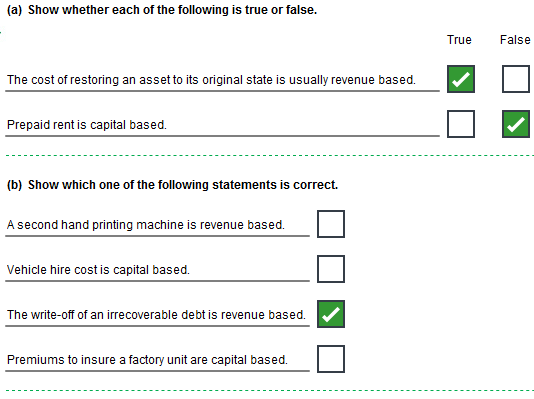 (a) Show whether each of the following is true or false.
True False
The cost of restoring an asset to its original state is usually revenue based.
Prepaid rent is capital based.
(b) Show which one of the following statements is correct.
A second hand printing machine is revenue based.
Vehicle hire cost is capital based.
The write-off of an irrecoverable debt is revenue based.
Premiums to insure a factory unit are capital based.